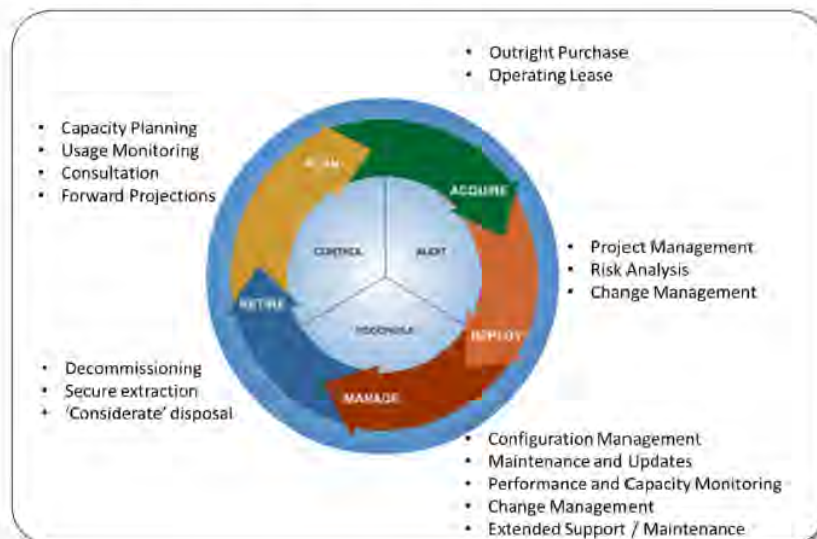 • Outright Purchase
• Operating Lease
• Capacity Planning
• Usage Monitoring
• Consultation
• Forward Projections
PLAN
ACQUIRE
CONTROL
AUDIT
• Project Management
• Risk Analysis
• Change Management
RETIRE
DEPLOY
MANAGE
• Decommissioning
• Secure extraction
• ‘Considerate’ disposal
• Configuration Management
• Maintenance and Updates
• Performance and Capacity Monitoring
• Change Management
• Extended Support / Maintenance